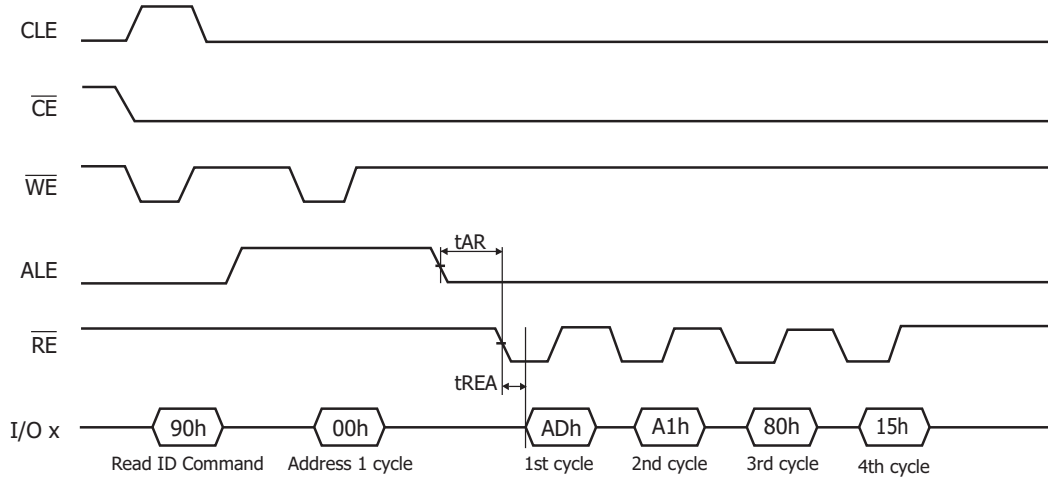 CLE
CE
WE
tAR
ALE
RE
tREA
I/O x
90h 00h ADh A1h 80h 15h
Read ID Command Address 1 cycle 1st cycle 2nd cycle 3rd cycle 4th cycle